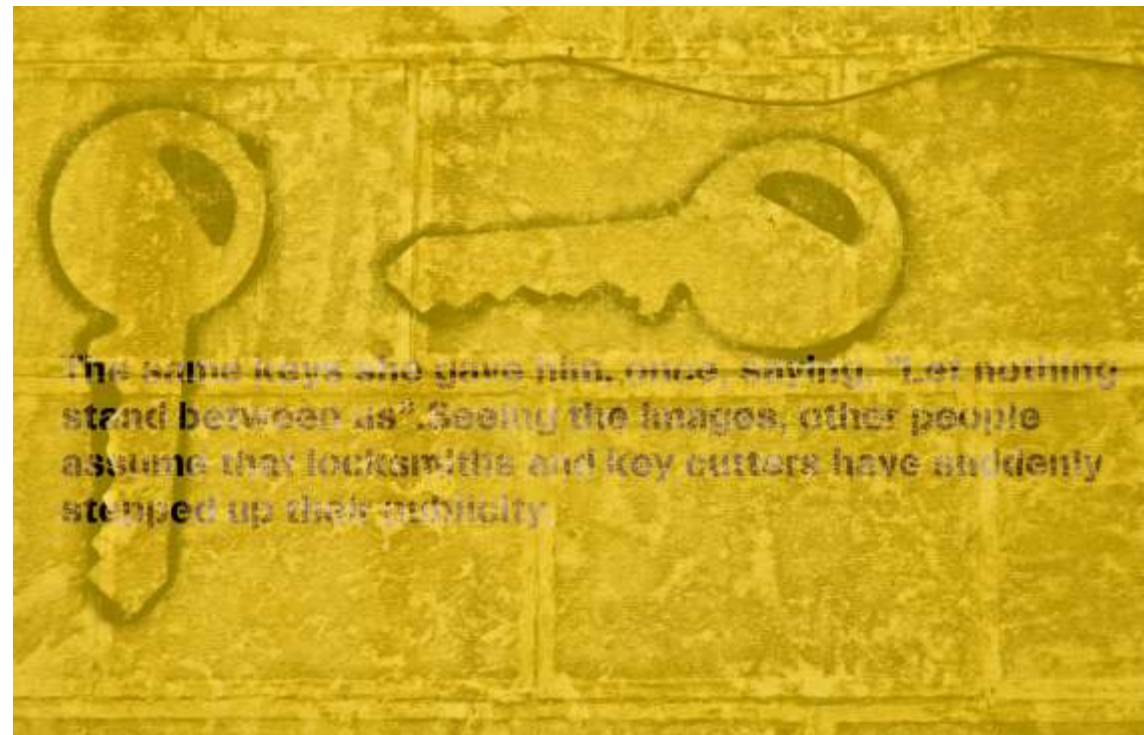 The same keys she gave him. once, saying, "Let nothing
stand between us".Seeing the images, other people
assume that locksmiths and key cutters have suddenly
stepped up their publicity.